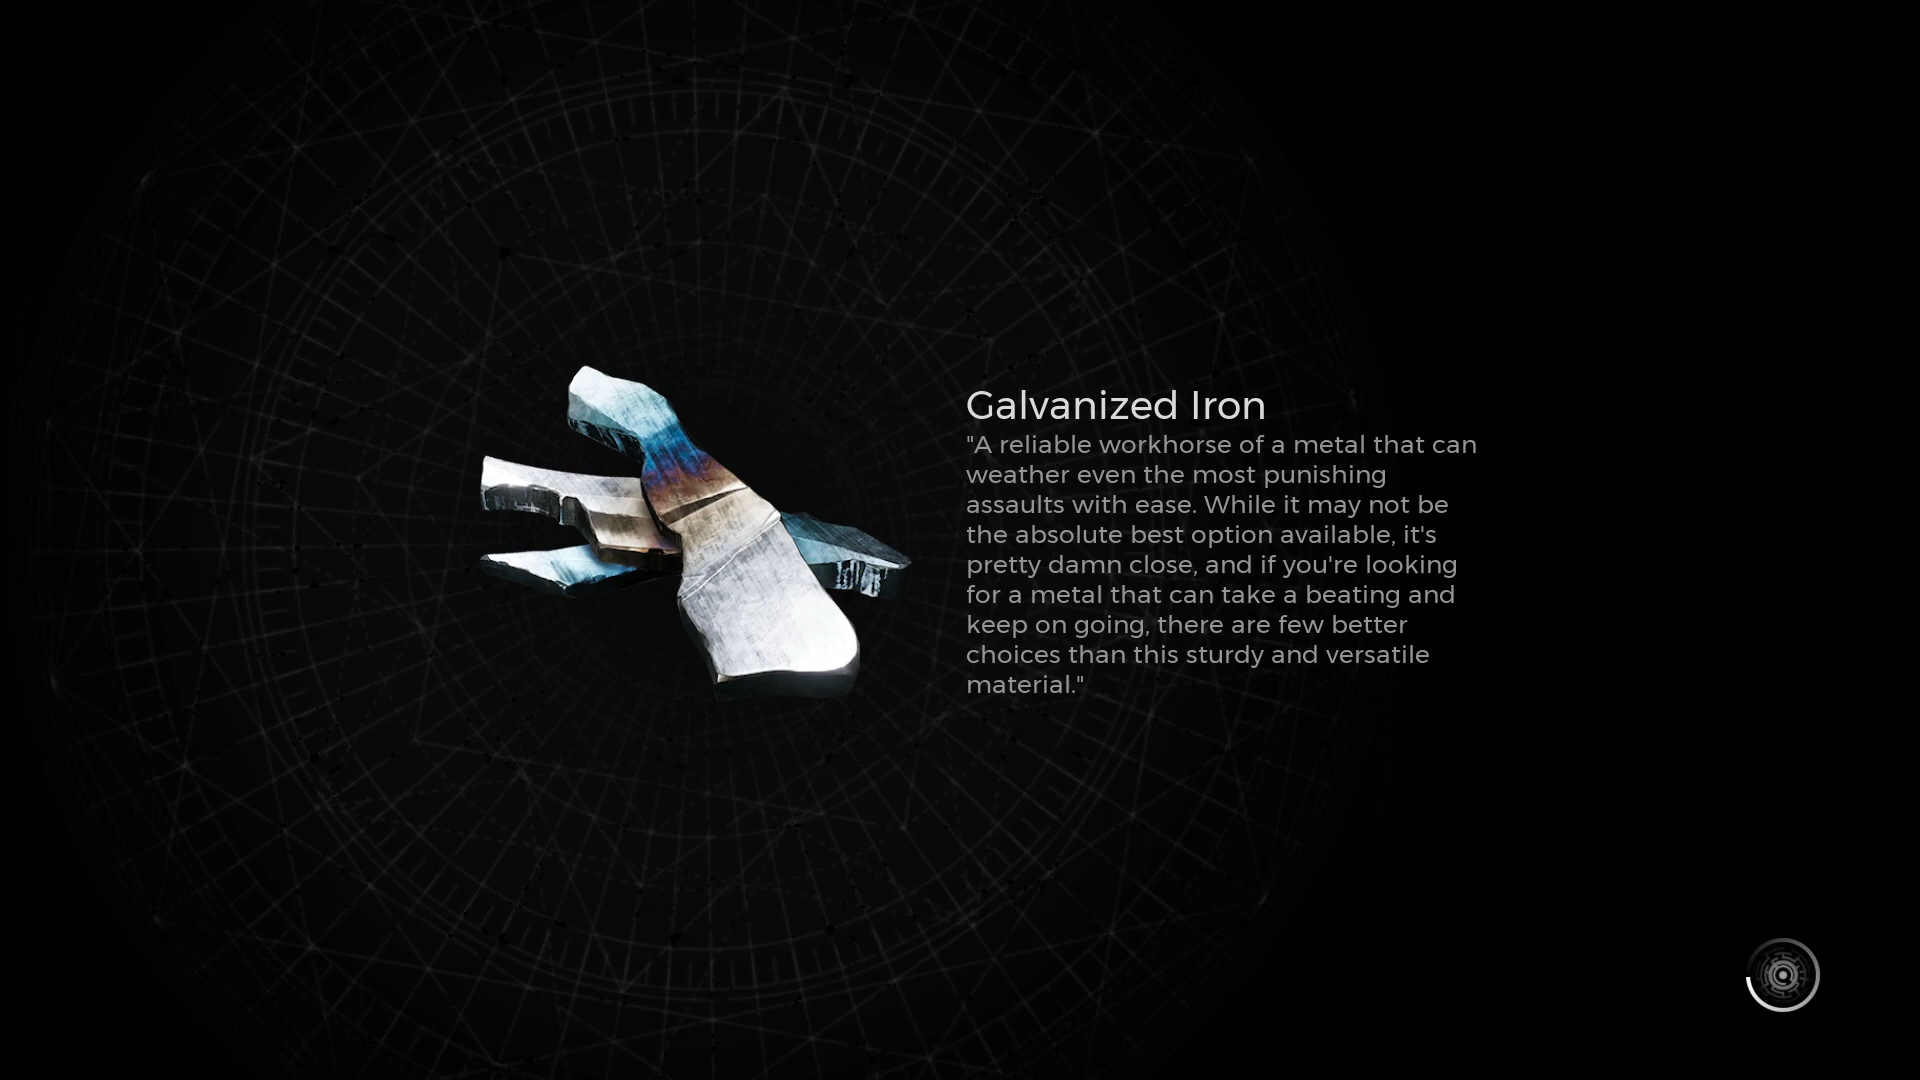 Galvanized Iron
"A reliable workhorse of a metal that can
weather even the most punishing
assaults with ease. While it may not be
the absolute best option available, it's
pretty damn close, and if you're looking
for a metal that can take a beating and
keep on going, there are few better
choices than this sturdy and versatile
material."